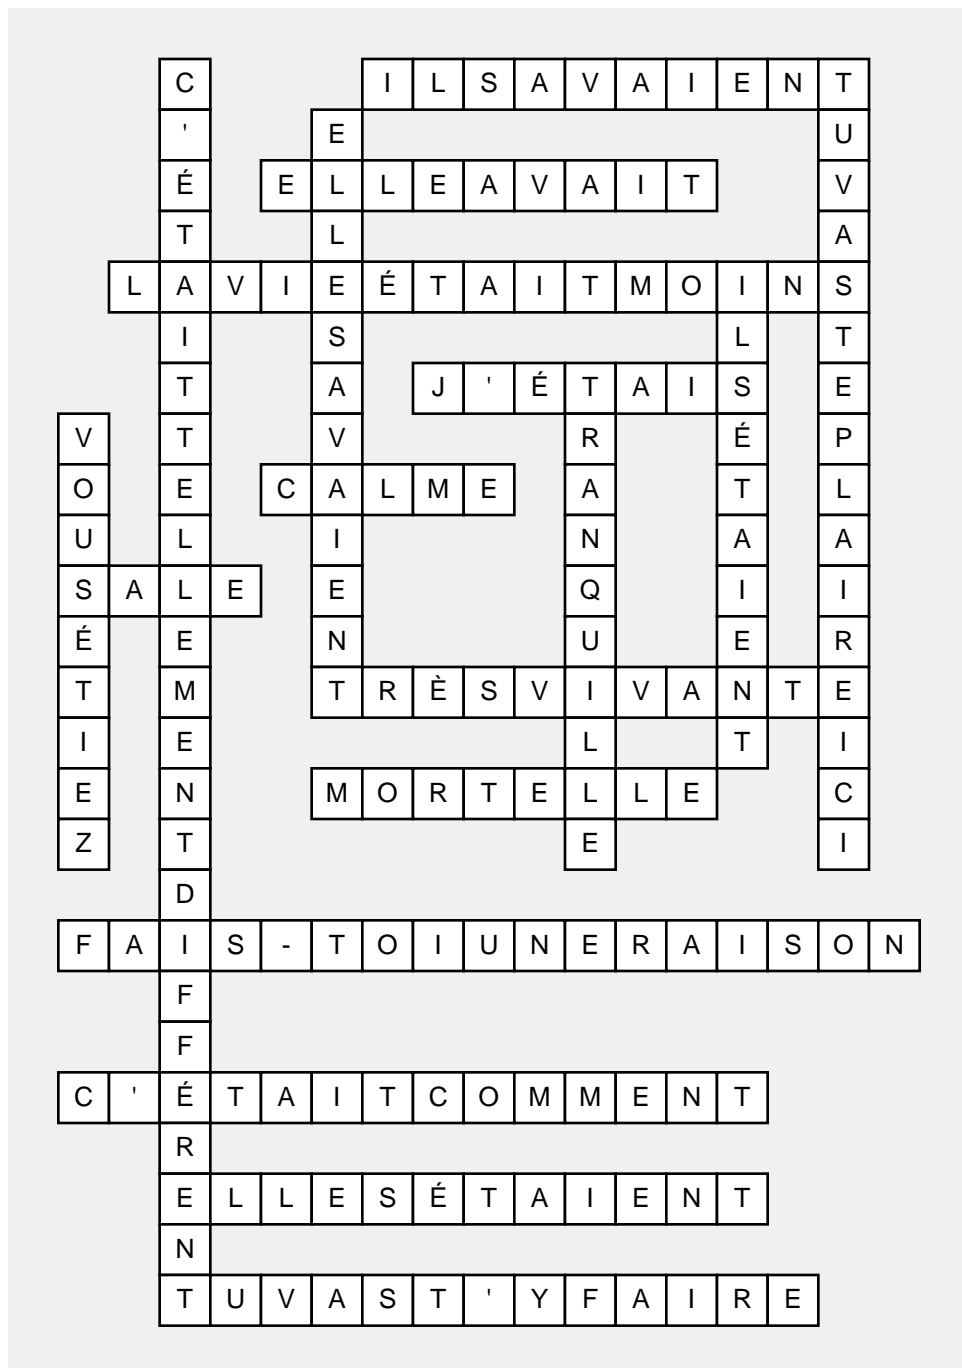 ILSAVAIENT
ELLEAVAIT
LAVIEÉTAITMOINS
J'ÉTAIS
CALME
SALE
TRÈSVIVANTE
MORTELLE
FAIS-TOIUNERAISON
C'ÉTAITCOMMENT
ELLESÉTAIENT
TUVAST'YFAIRE
C'ÉTAITTELLEMENTDIFFÉRENT
ELLESAVAIENT
TUVASTEPLAIREICI
ILSÉTAIENT
TRANQUILLE
VOUSÉTIEZ